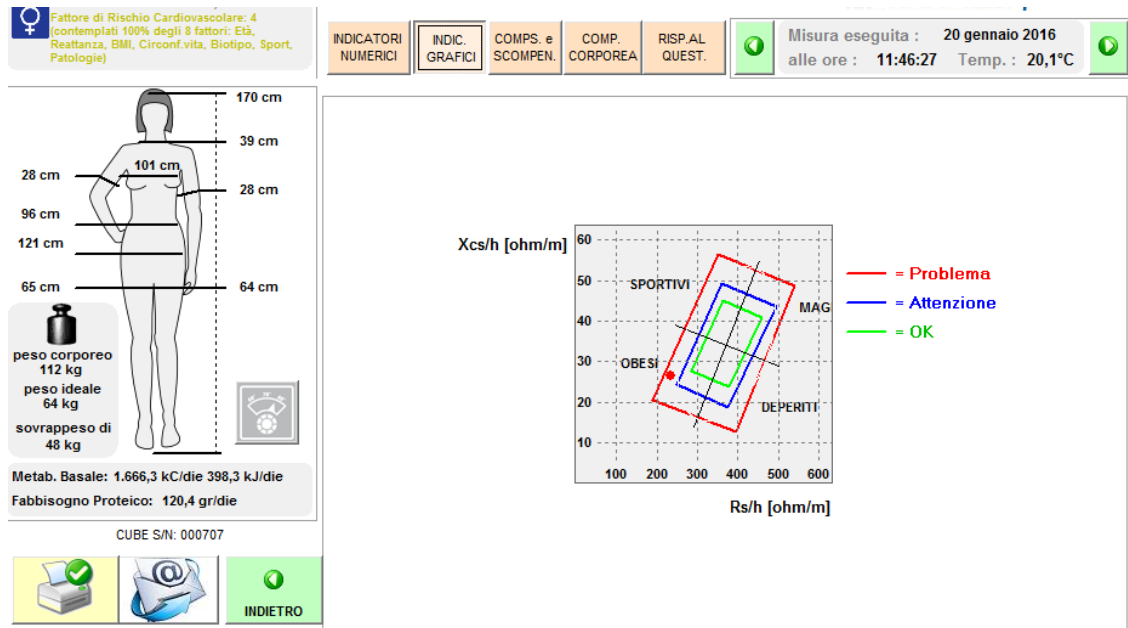 Fattore di Rischio Cardiovascolare: 4
(contemplati 100% degli 8 fattori: Età,
Reattanza, BMI, Circonf.vita, Biotipo, Sport,
Patologie)
INDICATORI
NUMERICI
INDIC.
GRAFICI
COMPS. e
SCOMPEN.
COMP.
CORPOREA
RISP.AL
QUEST.
Misura eseguita : 20 gennaio 2016
alle ore : 11:46:27 Temp. : 20,1°C
170 cm
39 cm
101 cm
28 cm
28 cm
96 cm
121 cm
65 cm
64 cm
peso corporeo
112 kg
peso ideale
64 kg
sovrappeso di
48 kg
Metab. Basale: 1.666,3 kC/die 398,3 kJ/die
Fabbisogno Proteico: 120,4 gr/die
CUBE S/N: 000707
@
INDIETRO
Xcs/h [ohm/m]
60
50
40
30
20
10
SPORTIVI
MAG
OBESI
DEPERITI
100 200 300 400 500 600
Rs/h [ohm/m]
= Problema
= Attenzione
= OK